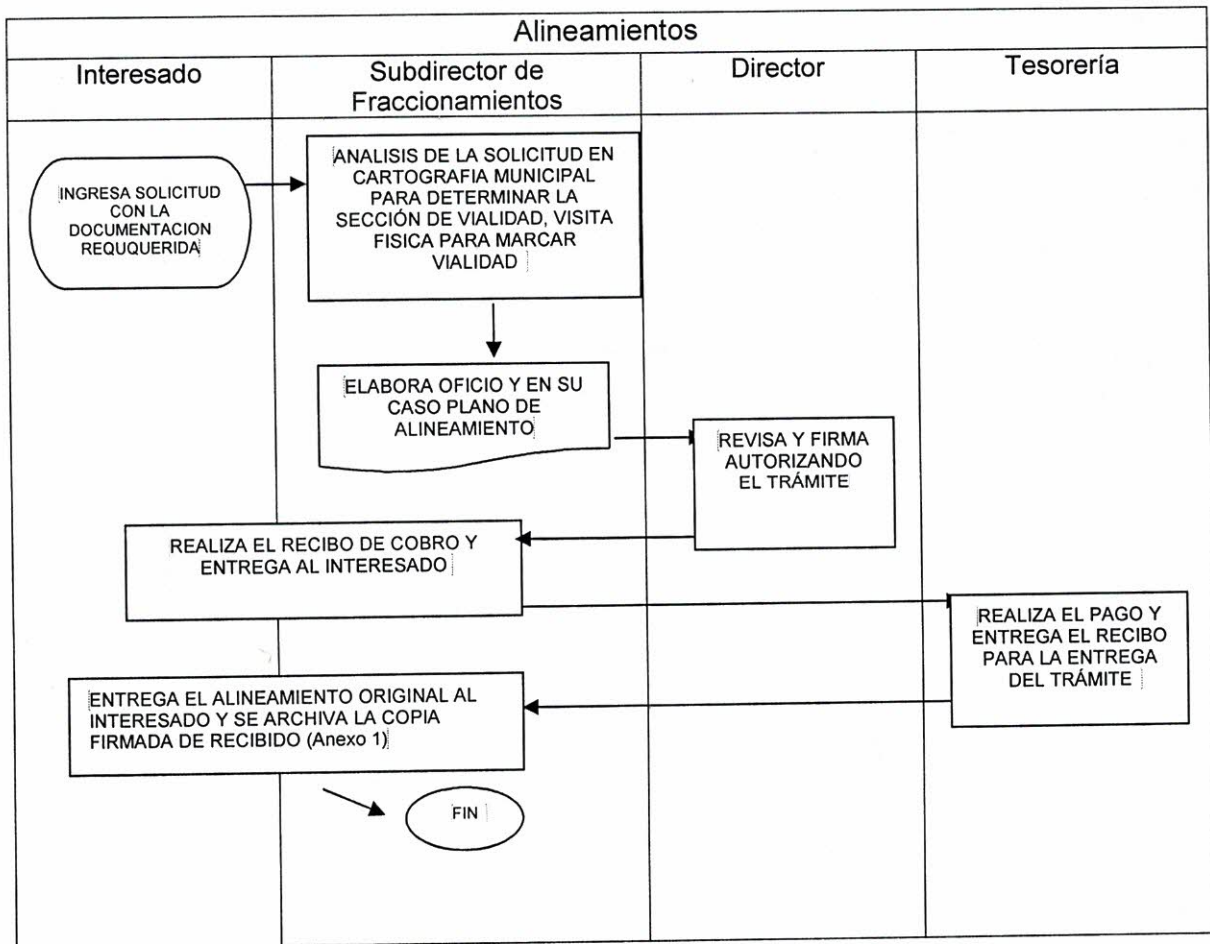 Alineamientos
Interesado
Subdirector de
Fraccionamientos
Director
Tesorería
INGRESA SOLICITUD
CON LA
DOCUMENTACION
REQUQUERIDA
ANALISIS DE LA SOLICITUD EN
CARTOGRAFIA MUNICIPAL
PARA DETERMINAR LA
SECCIÓN DE VIALIDAD, VISITA
FISICA PARA MARCAR
VIALIDAD
ELABORA OFICIO Y EN SU
CASO PLANO DE
ALINEAMIENTO
REVISA Y FIRMA
AUTORIZANDO
EL TRÁMITE
REALIZA EL RECIBO DE COBRO Y
ENTREGA AL INTERESADO
REALIZA EL PAGO Y
ENTREGA EL RECIBO
PARA LA ENTREGA
DEL TRÁMITE
ENTREGA EL ALINEAMIENTO ORIGINAL AL
INTERESADO Y SE ARCHIVA LA COPIA
FIRMADA DE RECIBIDO (Anexo 1)
FIN